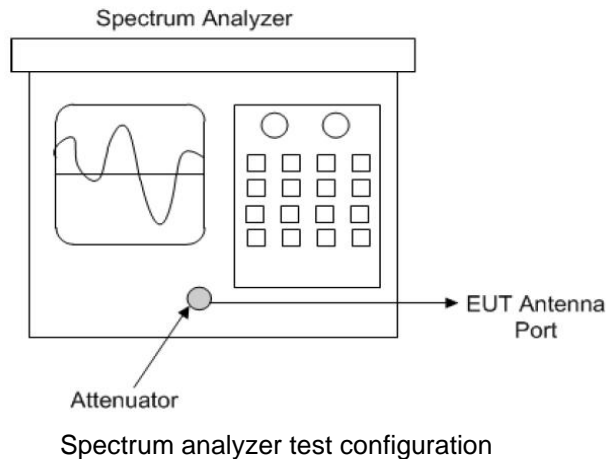 Spectrum Analyzer
EUT Antenna
Port
Attenuator
Spectrum analyzer test configuration